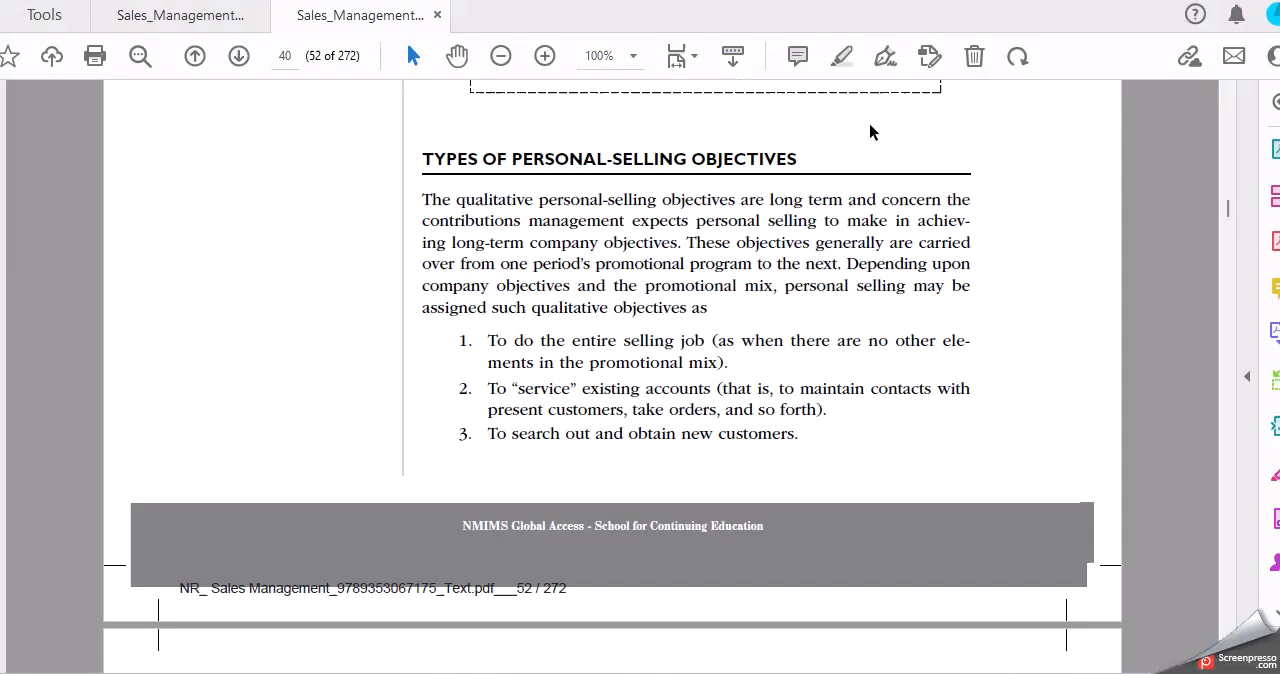 Tools
Sales_Management...
Sales_Management... ×
40 (52 of 272)
100%
TYPES OF PERSONAL-SELLING OBJECTIVES
The qualitative personal-selling objectives are long term and concern the
contributions management expects personal selling to make in achiev-
ing long-term company objectives. These objectives generally are carried
over from one period's promotional program to the next. Depending upon
company objectives and the promotional mix, personal selling may be
assigned such qualitative objectives as
1. To do the entire selling job (as when there are no other ele-
ments in the promotional mix).
2. To “service” existing accounts (that is, to maintain contacts with
present customers, take orders, and so forth).
3. To search out and obtain new customers.
NMIMS Global Access - School for Continuing Education
NR_ Sales Management_9789353067175_Text.pdf___52 / 272
Screenpresso
.com